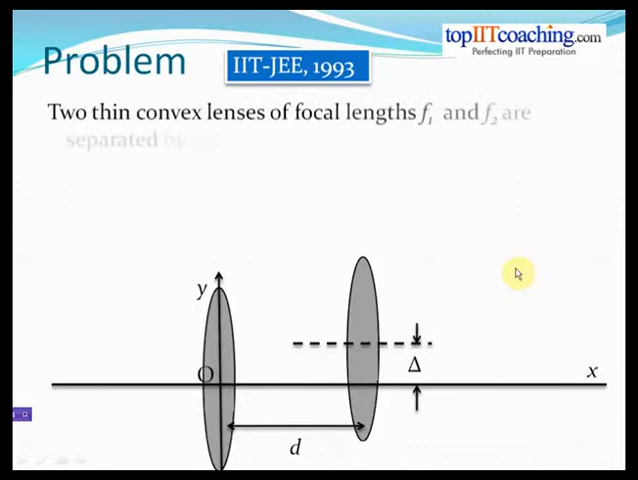 topIITcoaching.com
Perfecting IIT Preparation
Problem
IIT-JEE, 1993
Two thin convex lenses of focal lengths f₁ and f₂ are
separated by
y
O
Δ
x
d